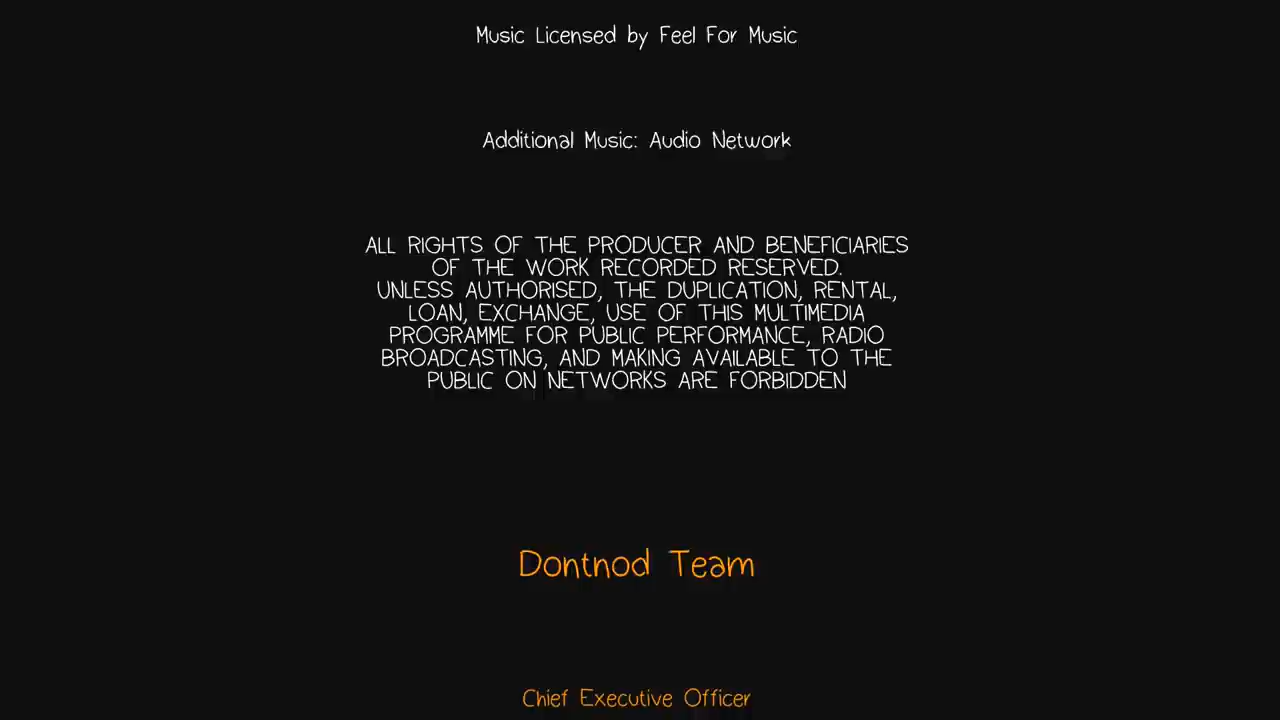 Music Licensed by Feel For Music
Additional Music: Audio Network
ALL RIGHTS OF THE PRODUCER AND BENEFICIARIES
OF THE WORK RECORDED RESERVED.
UNLESS AUTHORISED, THE DUPLICATION, RENTAL,
LOAN, EXCHANGE, USE OF THIS MULTIMEDIA
PROGRAMME FOR PUBLIC PERFORMANCE, RADIO
BROADCASTING, AND MAKING AVAILABLE TO THE
PUBLIC ON NETWORKS ARE FORBIDDEN
Dontnod Team
Chief Executive Officer